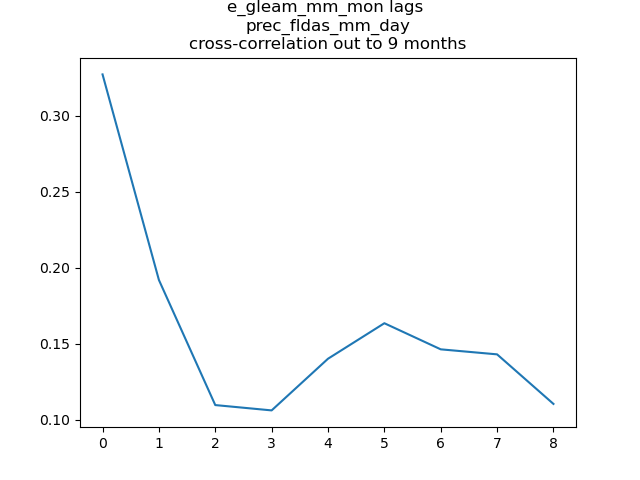 e_gleam_mm_mon lags
prec_fldas_mm_day
cross-correlation out to 9 months
0.30
0.25
0.20
0.15
0.10
0 1 2 3 4 5 6 7 8